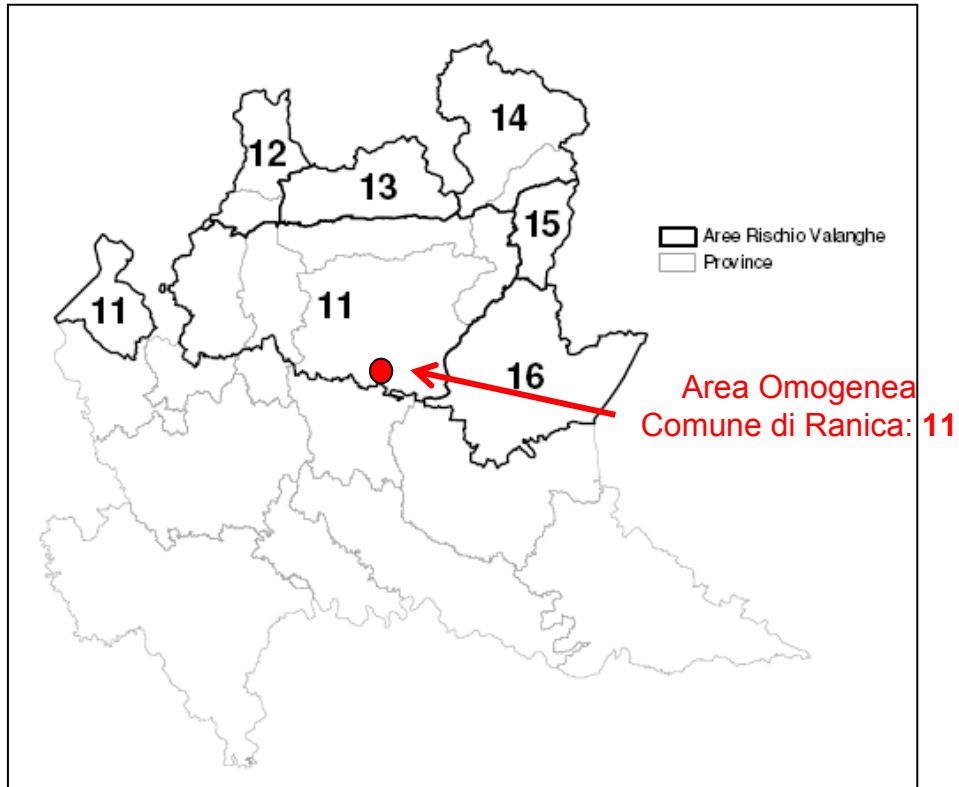 14
12
13
15
Aree Rischio Valanghe
Province
11
11
16
Area Omogenea
Comune di Ranica: 11